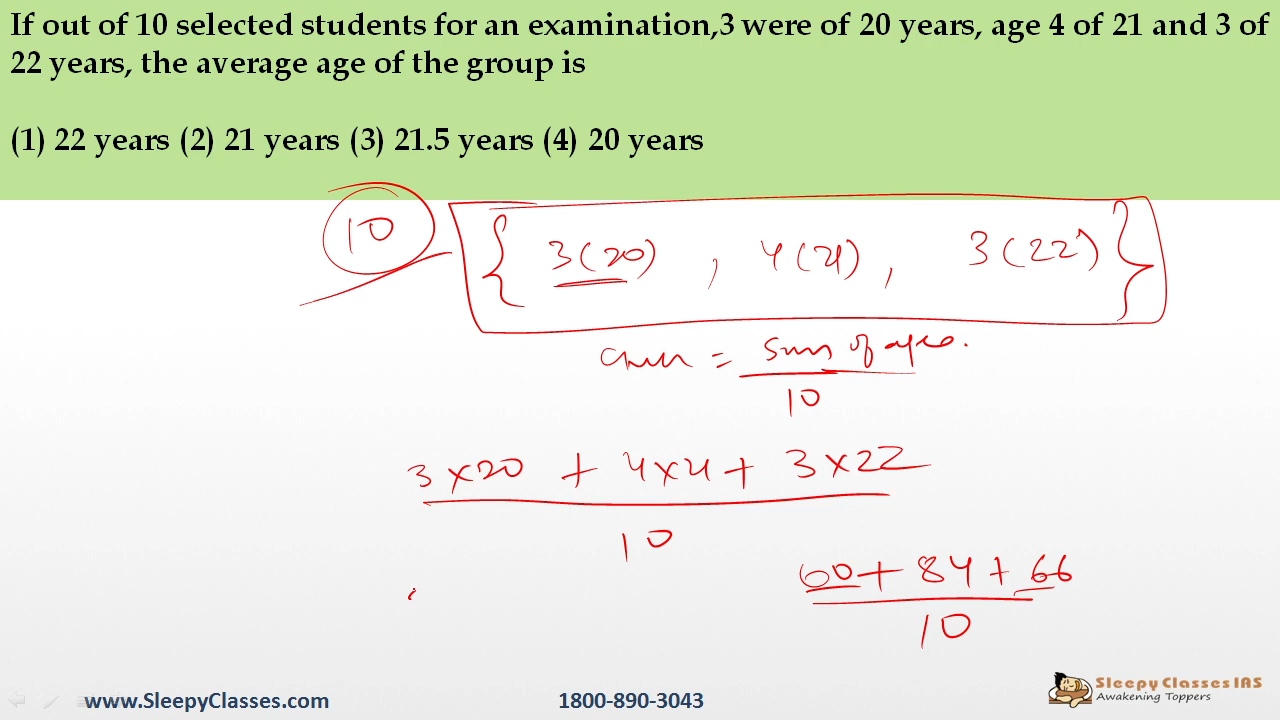 If out of 10 selected students for an examination,3 were of 20 years, age 4 of 21 and 3 of
22 years, the average age of the group is
(1) 22 years (2) 21 years (3) 21.5 years (4) 20 years
10 { 3(20) , 4(21) , 3(22) }
= Sum of ages.
10
3 × 20 + 4 × 21 + 3 × 22
10
60 + 84 + 66
10
www.SleepyClasses.com 1800-890-3043
Sleepy Classes IAS
Awakening Toppers